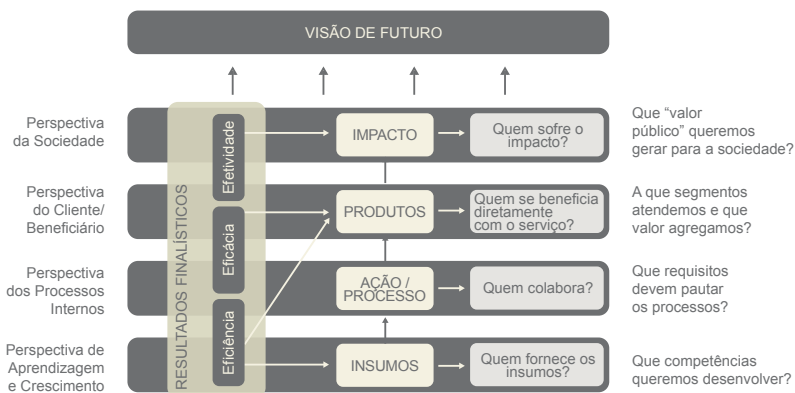 VISÃO DE FUTURO
Perspectiva
da Sociedade
Efetividade
IMPACTO
Quem sofre o
impacto?
Que “valor
público” queremos
gerar para a sociedade?
RESULTADOS FINALÍSTICOS
Perspectiva
do Cliente/
Beneficiário
Eficácia
PRODUTOS
Quem se beneficia
diretamente
com o serviço?
A que segmentos
atendemos e que
valor agregamos?
Perspectiva
dos Processos
Internos
AÇÃO /
PROCESSO
Quem colabora?
Que requisitos
devem pautar
os processos?
Eficiência
Perspectiva de
Aprendizagem
e Crescimento
INSUMOS
Quem fornece os
insumos?
Que competências
queremos desenvolver?